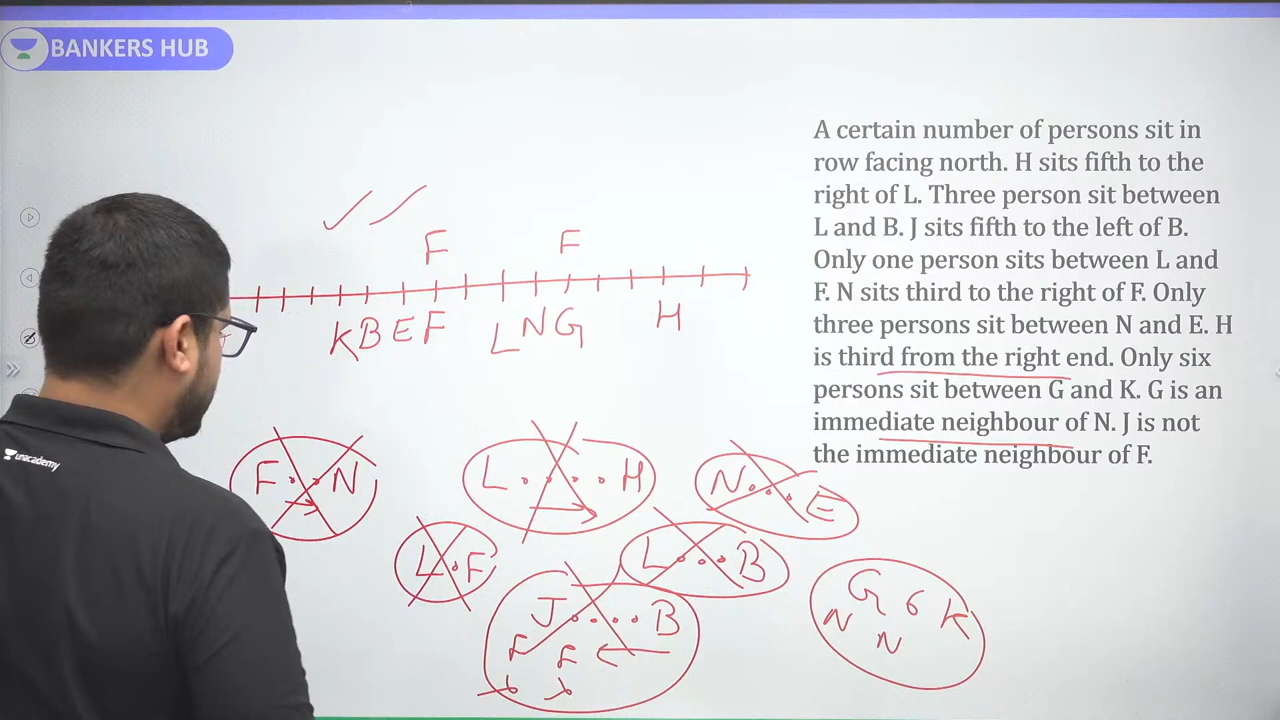 BANKERS HUB
A certain number of persons sit in
row facing north. H sits fifth to the
right of L. Three person sit between
L and B. J sits fifth to the left of B.
Only one person sits between L and
F. N sits third to the right of F. Only
three persons sit between N and E. H
is third from the right end. Only six
persons sit between G and K. G is an
immediate neighbour of N. J is not
the immediate neighbour of F.
F F
K B E F L N G H
F . . N
L . . . . H
N . . . E
L . F
L . . . B
J . . . . B
F F
G 6 K
N N
unacademy